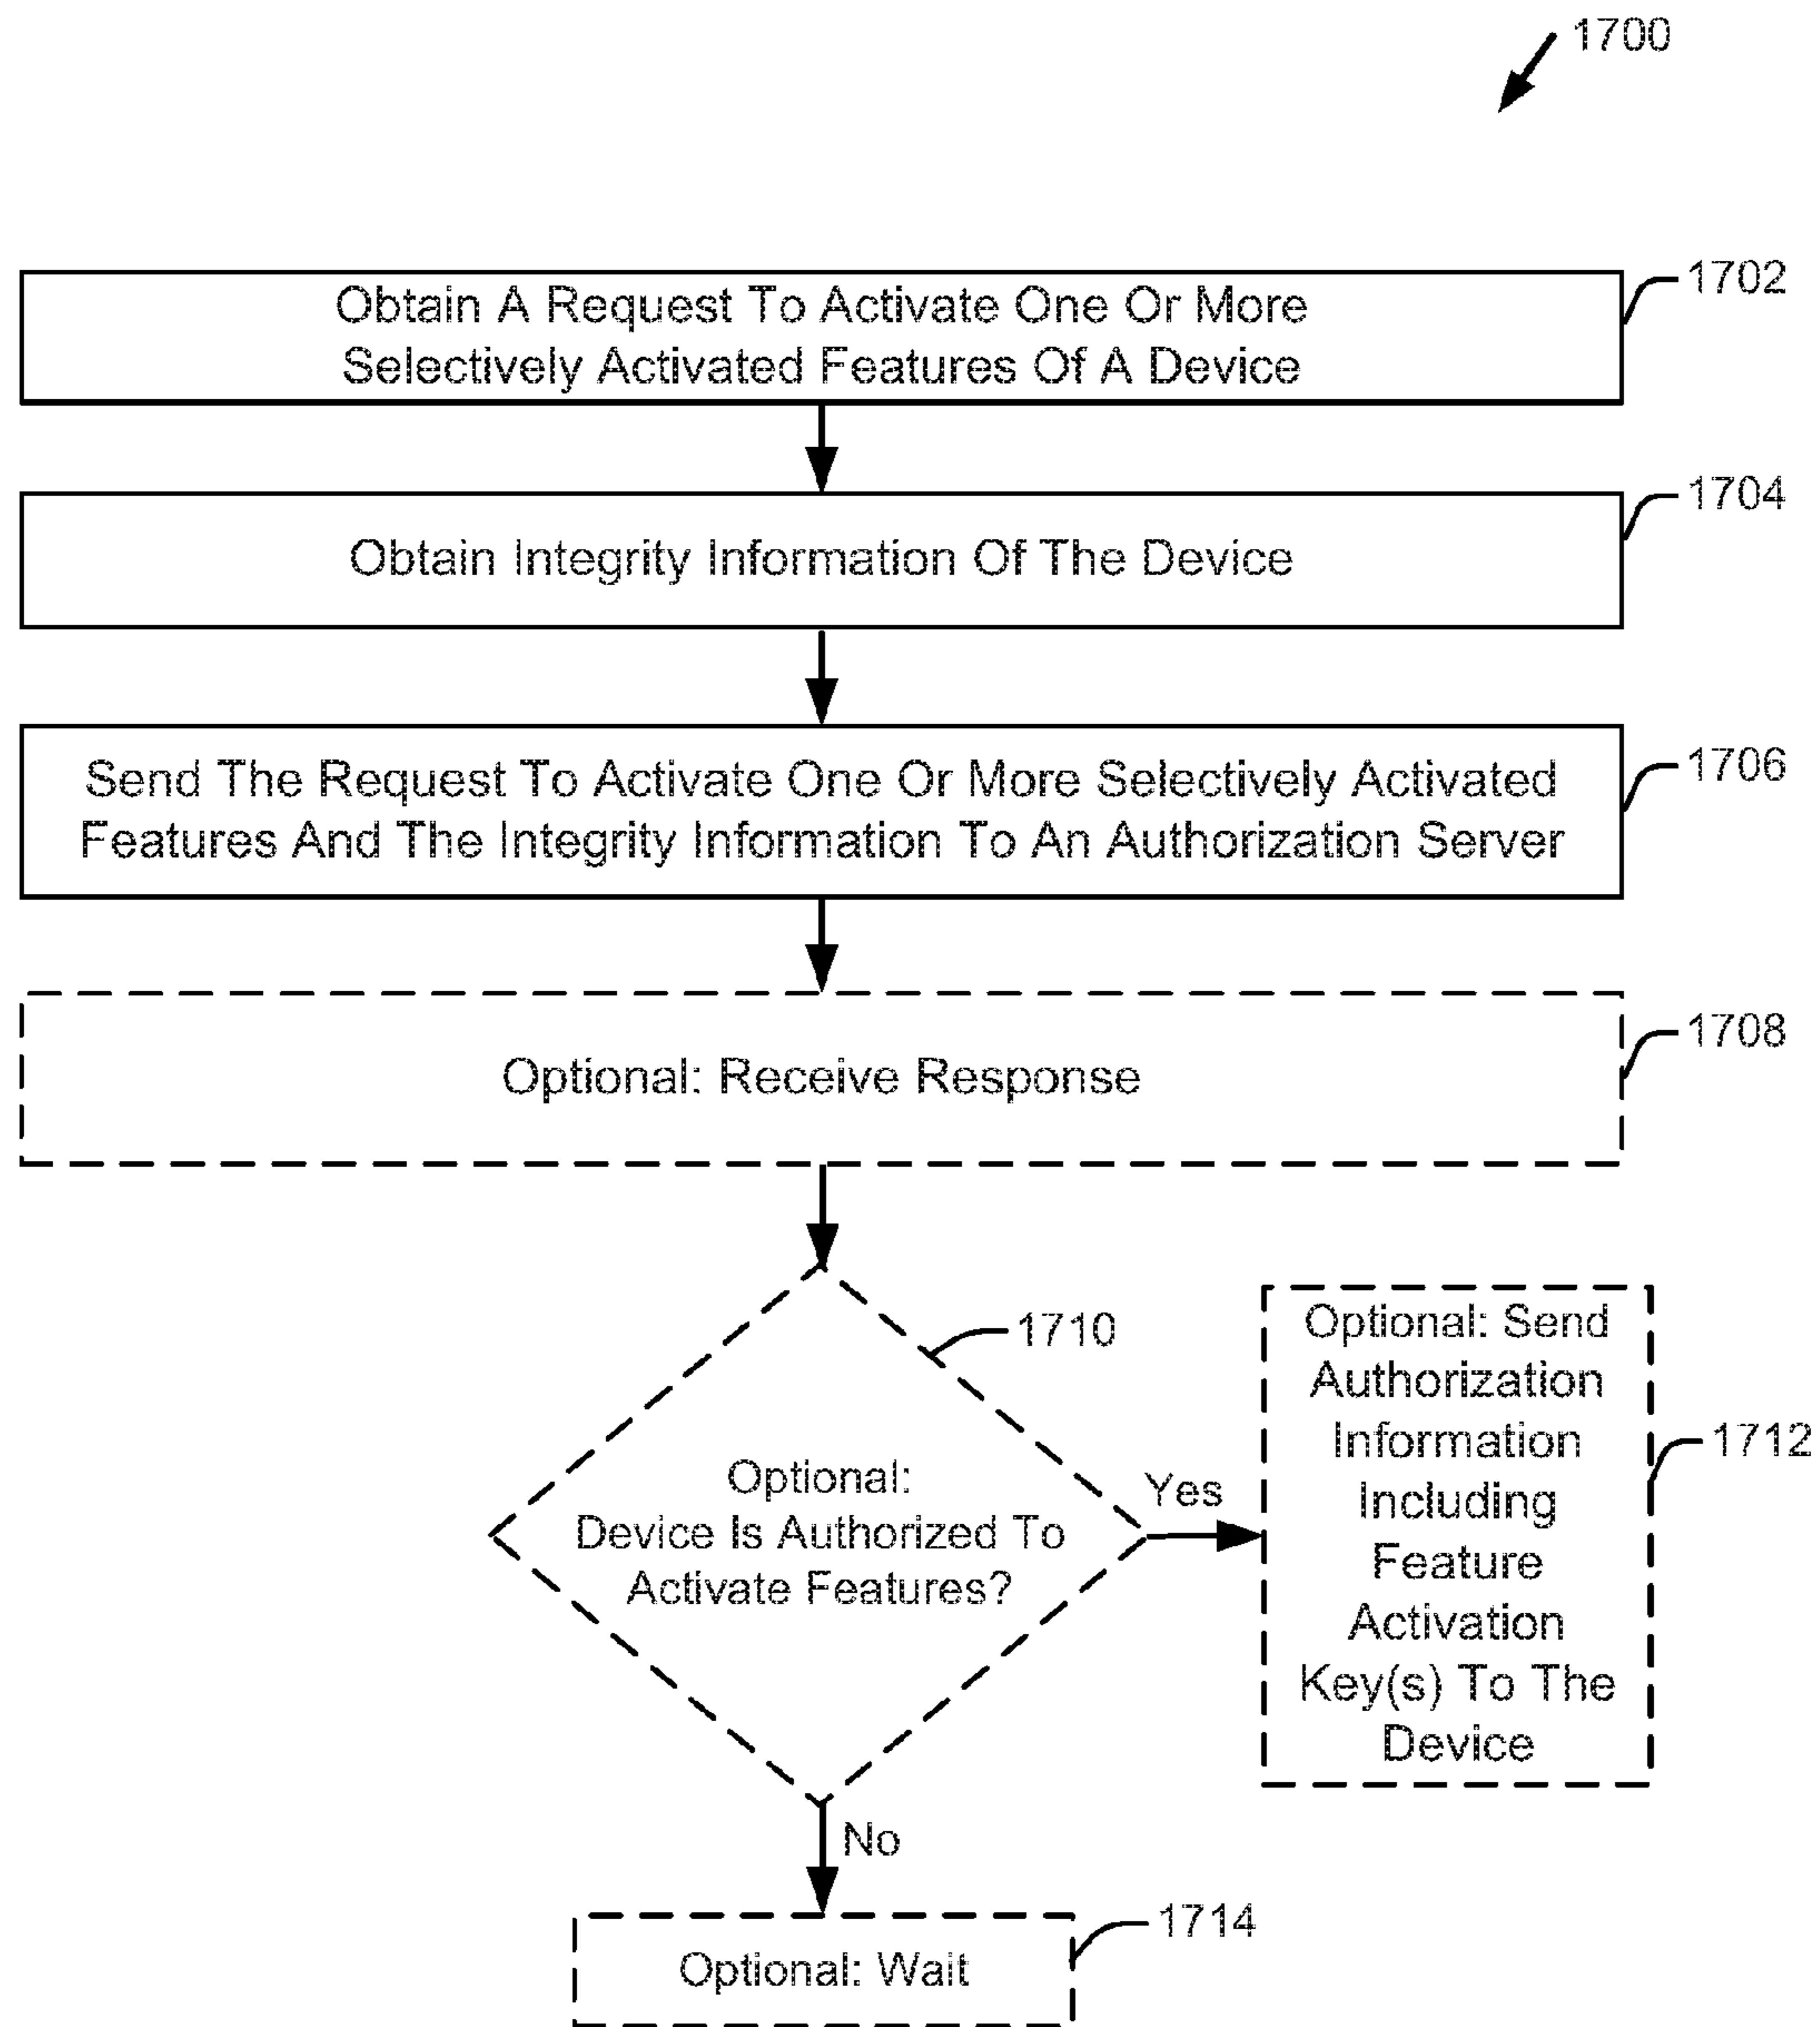 1700
Obtain A Request To Activate One Or More
Selectively Activated Features Of A Device
1702
Obtain Integrity Information Of The Device
1704
Send The Request To Activate One Or More Selectively Activated
Features And The Integrity Information To An Authorization Server
1706
Optional: Receive Response
1708
1710
Optional:
Device Is Authorized To
Activate Features?
Yes
Optional: Send
Authorization
Information
Including
Feature
Activation
Key(s) To The
Device
1712
No
Optional: Wait
1714